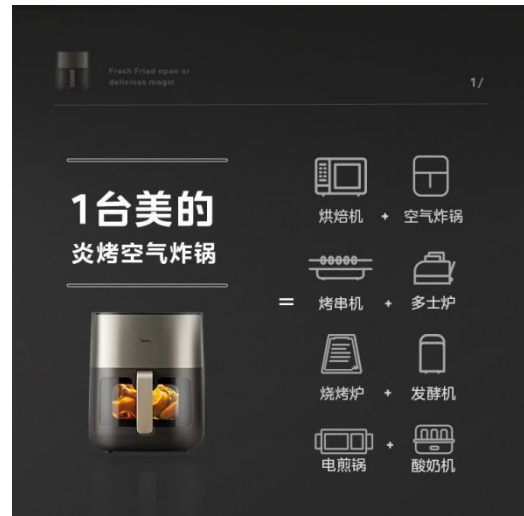 Fresh Fried open or
delicious mogic
1/
1台美的
炎烤空气炸锅
烘焙机 + 空气炸锅
= 烤串机 + 多士炉
烧烤炉 + 发酵机
电煎锅 + 酸奶机